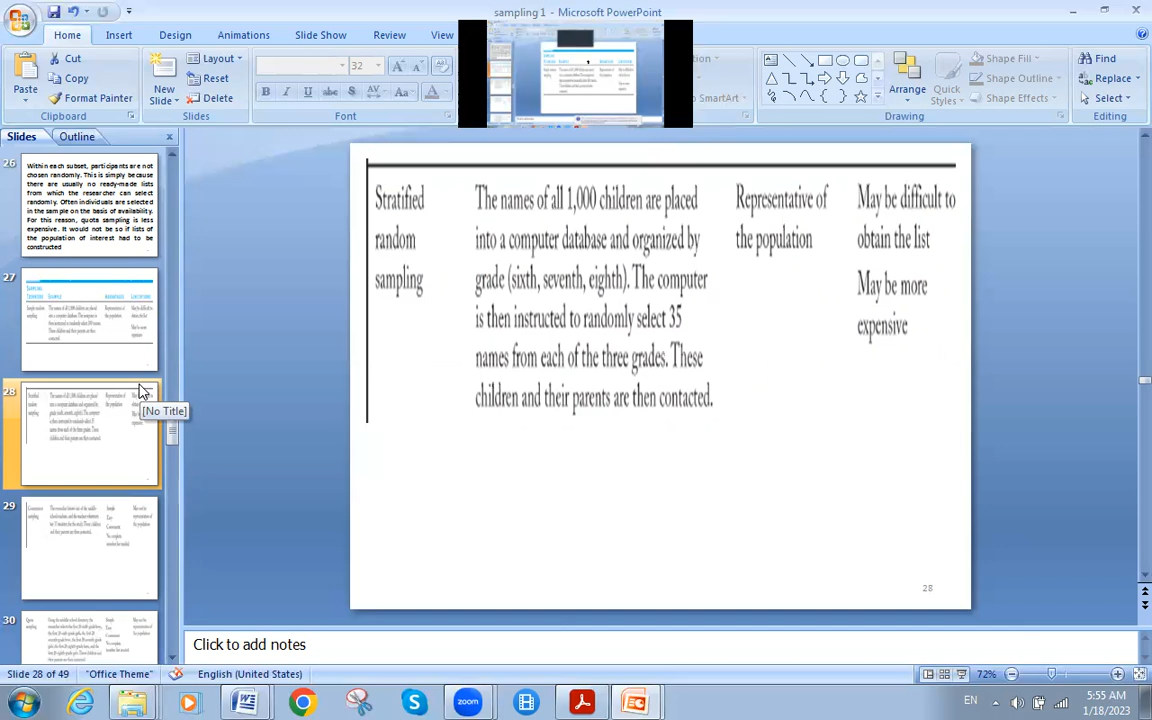 sampling 1 - Microsoft PowerPoint
Home Insert Design Animations Slide Show Review View
Cut
Copy
Format Painter
Paste
Clipboard
New
Slide
Layout
Reset
Delete
Slides
32
B I U abe S AV Aa A
Font
SmartArt
Arrange
Quick
Styles
Shape Fill
Shape Outline
Shape Effects
Drawing
Find
Replace
Select
Editing
Slides Outline
26
Within each subset, participants are not
chosen randomly. This is simply because
there are usually no ready-made lists
from which the researcher can select
randomly. Often individuals are selected
in the sample on the basis of availability.
For this reason, quota sampling is less
expensive. It would not be so if lists of
the population of interest had to be
constructed
27
28
[No Title]
29
30
Stratified
random
sampling
The names of all 1,000 children are placed
into a computer database and organized by
grade (sixth, seventh, eighth). The computer
is then instructed to randomly select 35
names from each of the three grades. These
children and their parents are then contacted.
Representative of
the population
May be difficult to
obtain the list
May be more
expensive
28
Click to add notes
Slide 28 of 49 "Office Theme" English (United States) 72%
zoom
EN
5:55 AM
1/18/2023